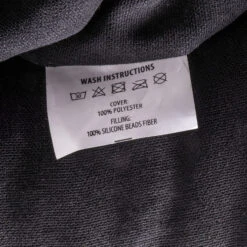 WASH INSTRUCTIONS
COVER:
100% POLYESTER
FILLING:
100% SILICONE BEADS FIBER